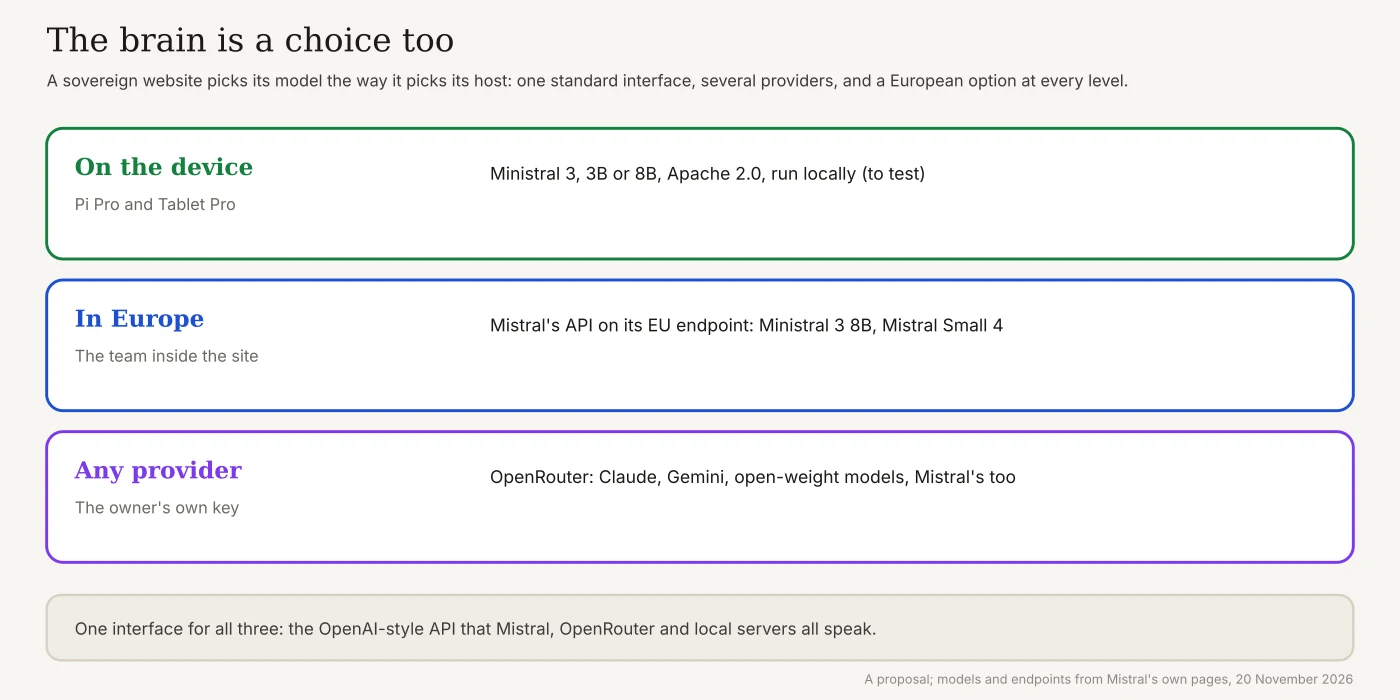 The brain is a choice too
A sovereign website picks its model the way it picks its host: one standard interface, several providers, and a European option at every level.
On the device
Ministral 3, 3B or 8B, Apache 2.0, run locally (to test)
Pi Pro and Tablet Pro
In Europe
Mistral's API on its EU endpoint: Ministral 3 8B, Mistral Small 4
The team inside the site
Any provider
OpenRouter: Claude, Gemini, open-weight models, Mistral's too
The owner's own key
One interface for all three: the OpenAI-style API that Mistral, OpenRouter and local servers all speak.
A proposal; models and endpoints from Mistral's own pages, 20 November 2026